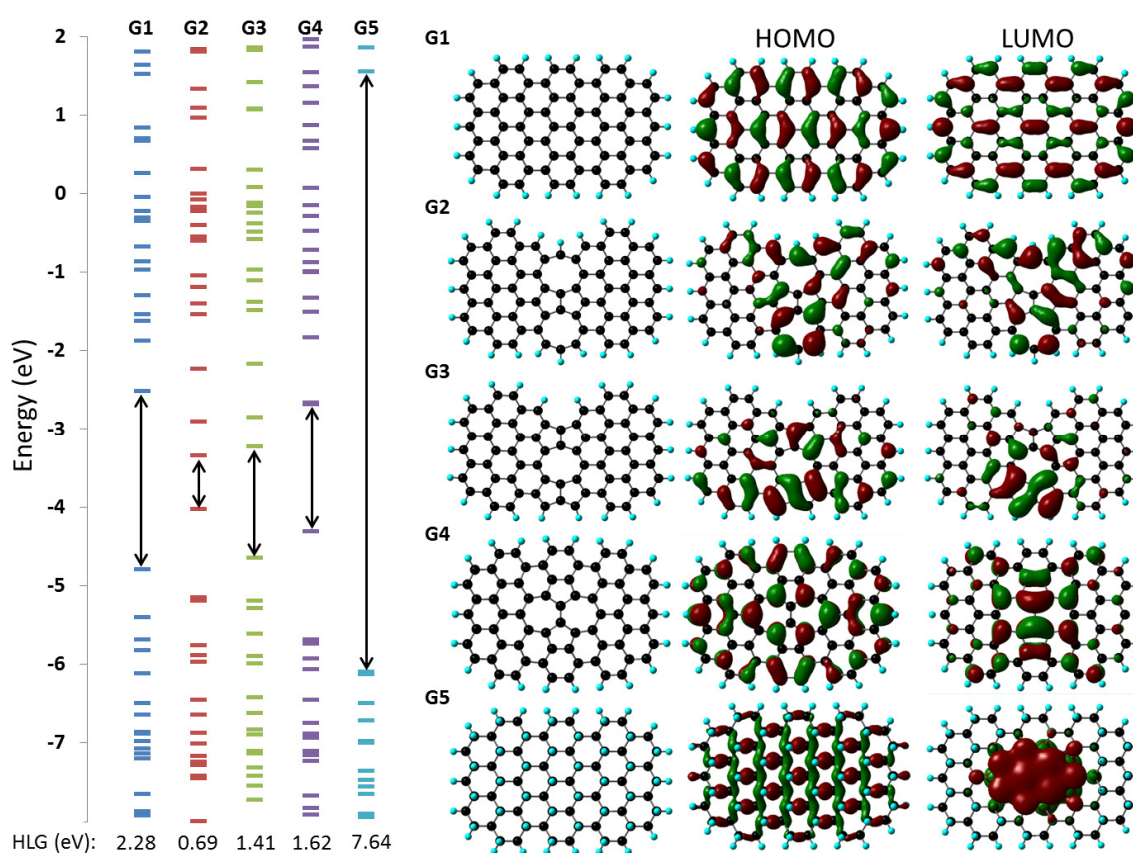 G1 G2 G3 G4 G5
2
1
0
-1
-2
-3
-4
-5
-6
-7
Energy (eV)
HLG (eV): 2.28 0.69 1.41 1.62 7.64
HOMO LUMO
G1
G2
G3
G4
G5